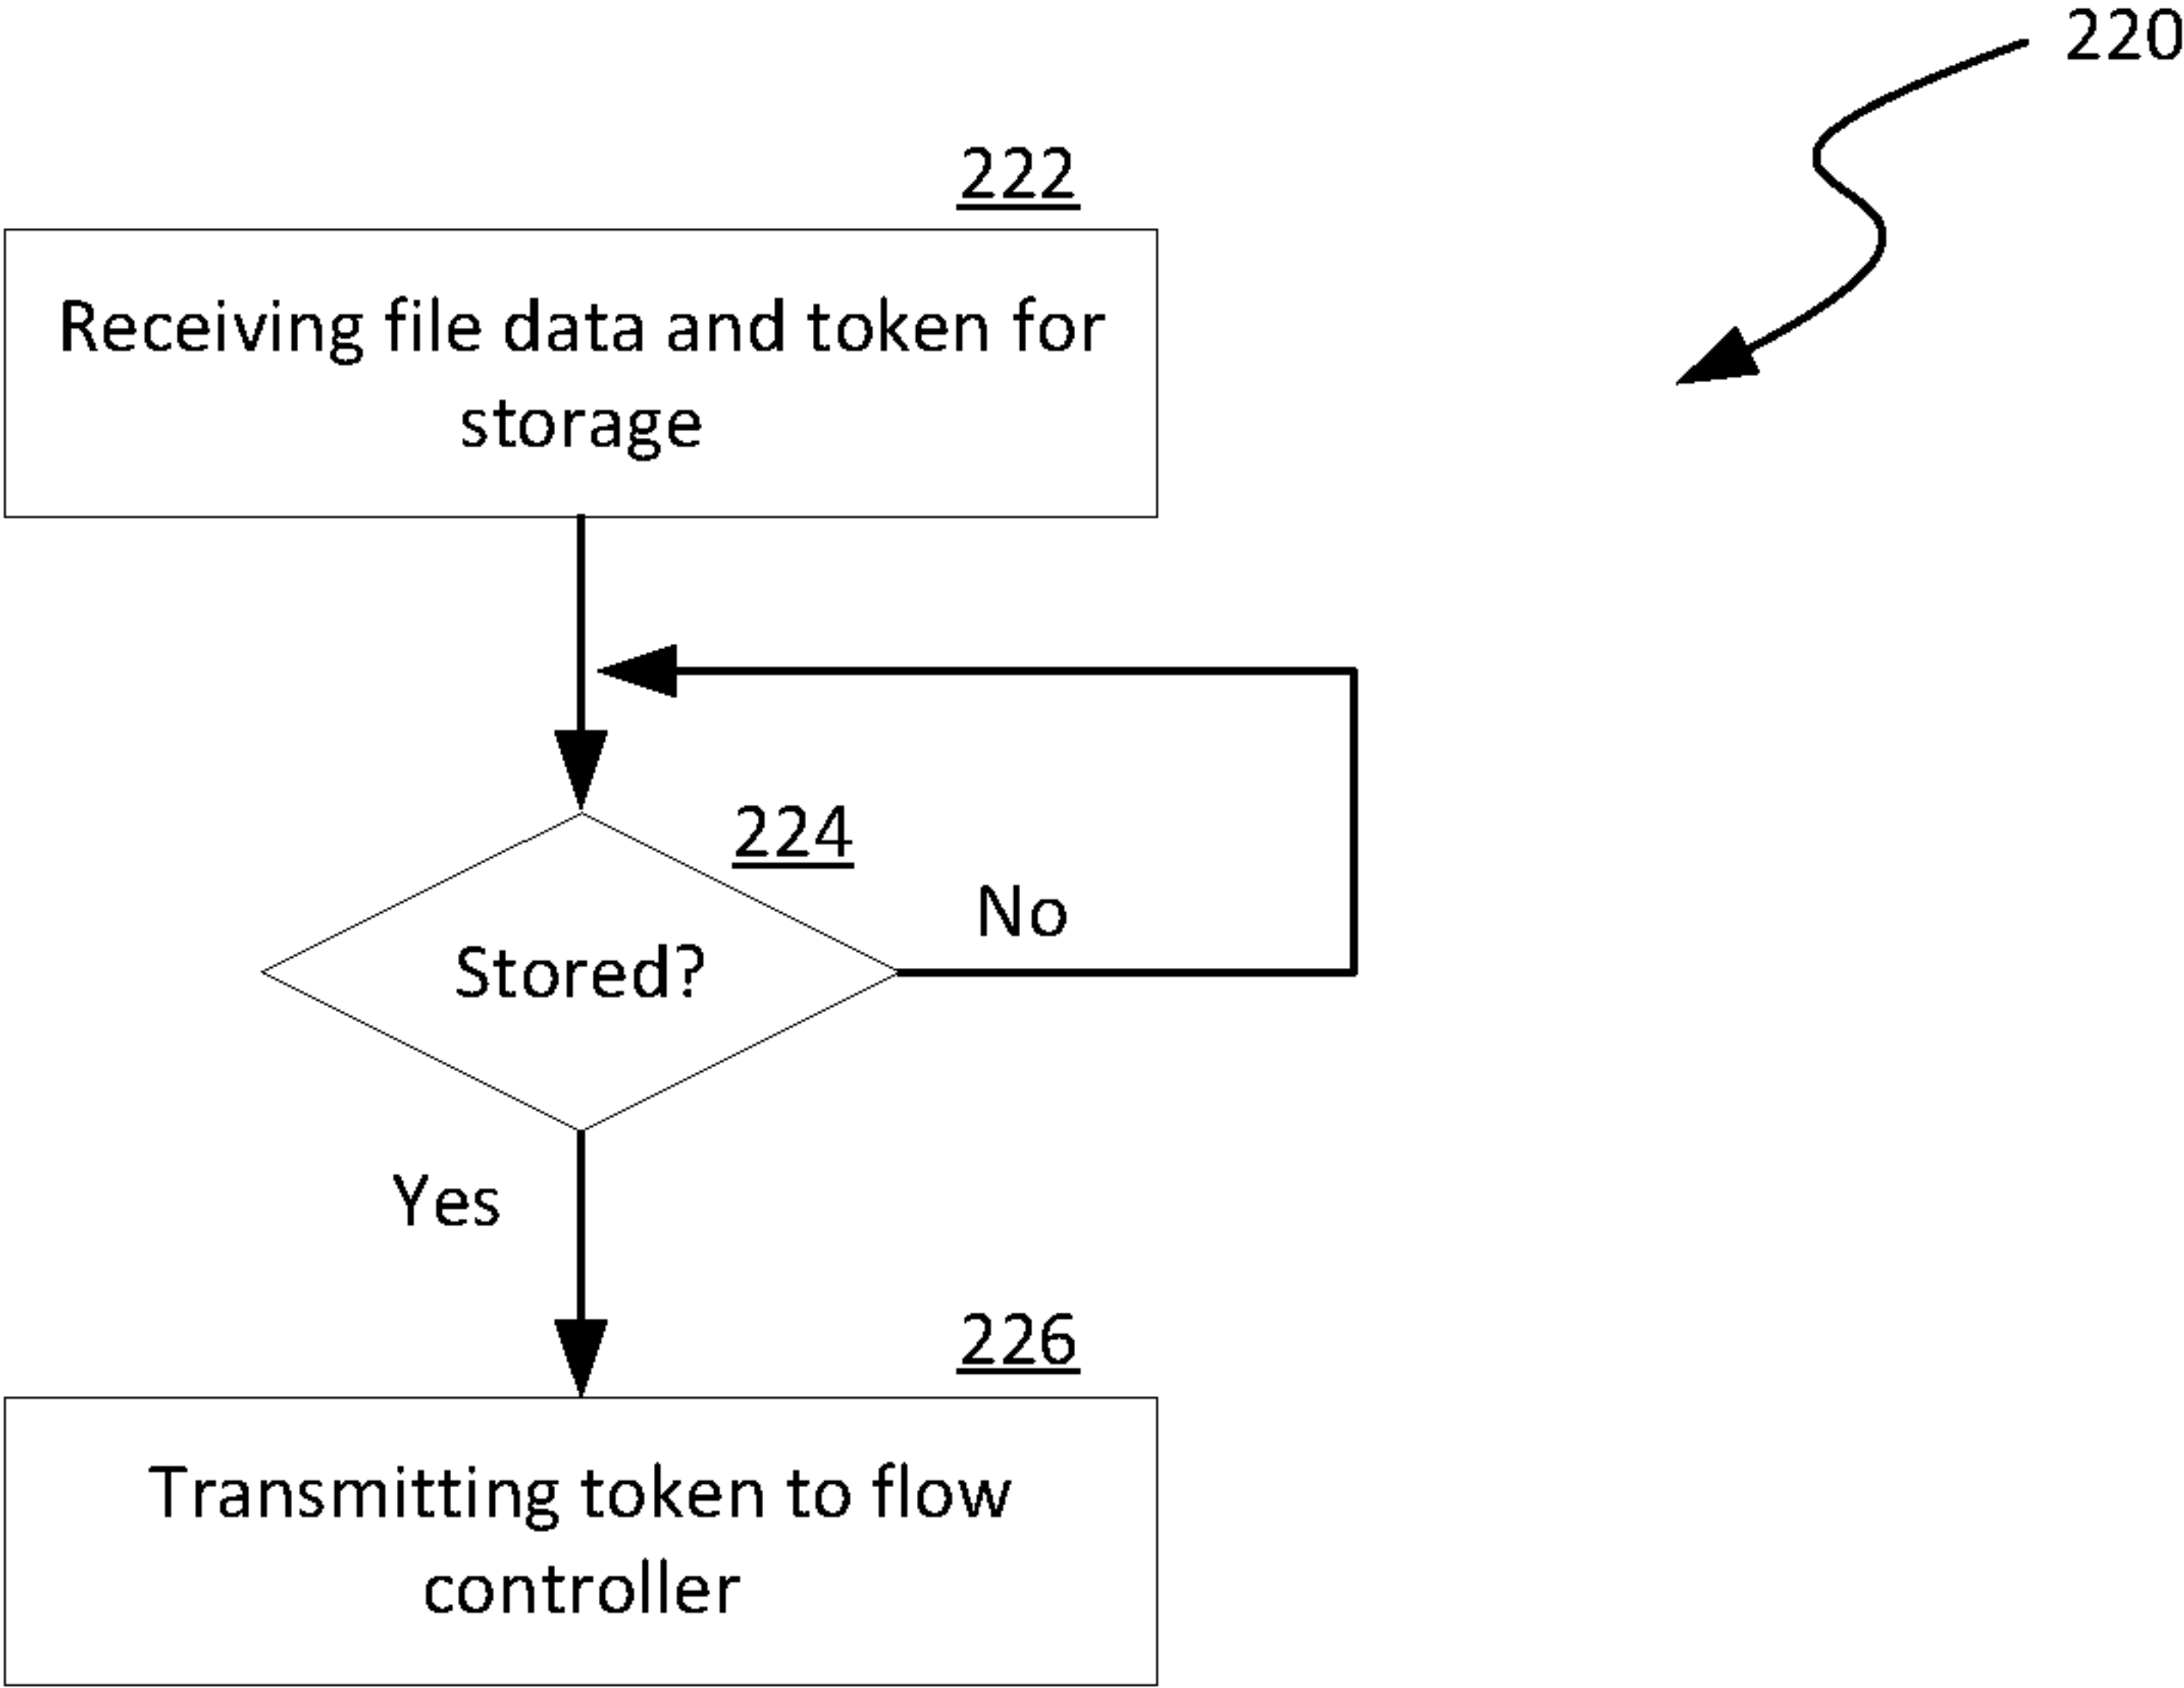 220
222
Receiving file data and token for
storage
224
No
Stored?
Yes
226
Transmitting token to flow
controller